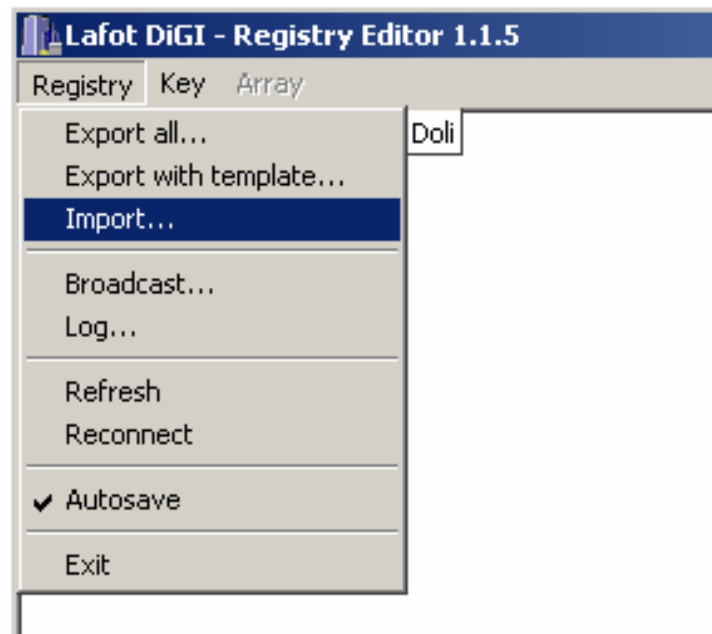 Lafot DiGI - Registry Editor 1.1.5
Registry Key Array
Export all...
Doli
Export with template...
Import...
Broadcast...
Log...
Refresh
Reconnect
Autosave
Exit